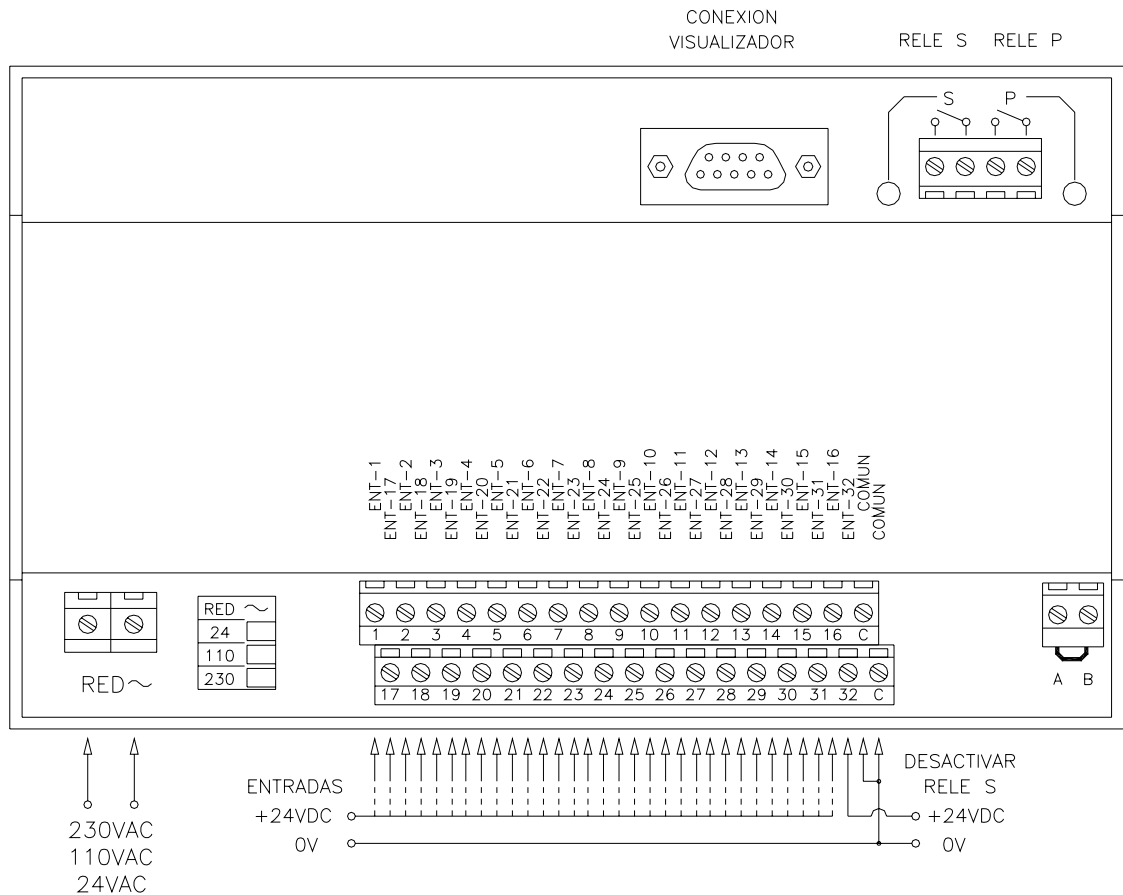 CONEXION
VISUALIZADOR
RELE S RELE P
S P
ENT-1
ENT-17
ENT-2
ENT-18
ENT-3
ENT-19
ENT-4
ENT-20
ENT-5
ENT-21
ENT-6
ENT-22
ENT-7
ENT-23
ENT-8
ENT-24
ENT-9
ENT-25
ENT-10
ENT-26
ENT-11
ENT-27
ENT-12
ENT-28
ENT-13
ENT-29
ENT-14
ENT-30
ENT-15
ENT-31
ENT-16
ENT-32
COMUN
COMUN
RED ~
24
110
230
RED~
1 2 3 4 5 6 7 8 9 10 11 12 13 14 15 16 C
17 18 19 20 21 22 23 24 25 26 27 28 29 30 31 32 C
A B
230VAC
110VAC
24VAC
ENTRADAS
+24VDC
0V
DESACTIVAR
RELE S
+24VDC
0V